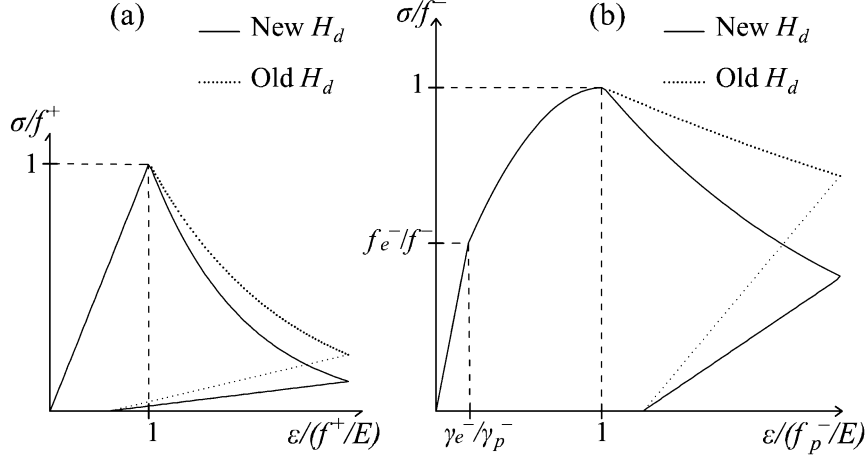 (a)
New H_d
Old H_d
σ/f⁺
1
1
ε/(f⁺/E)
σ/f⁻
(b)
New H_d
Old H_d
1
f_e⁻/f⁻
γ_e⁻/γ_p⁻
1
ε/(f_p⁻/E)